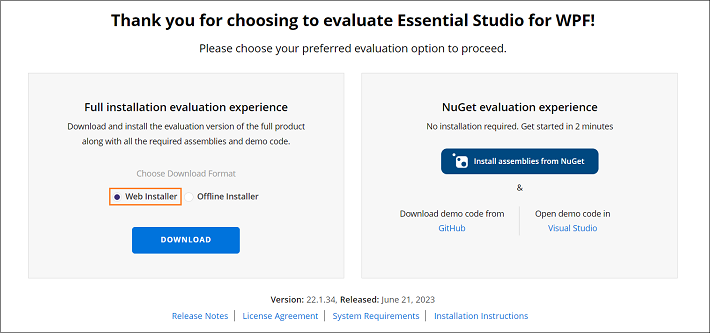 Thank you for choosing to evaluate Essential Studio for WPF!
Please choose your preferred evaluation option to proceed.
Full installation evaluation experience
Download and install the evaluation version of the full product
along with all the required assemblies and demo code.
Choose Download Format
Web Installer Offline Installer
DOWNLOAD
NuGet evaluation experience
No installation required. Get started in 2 minutes
Install assemblies from NuGet
&
Download demo code from
GitHub
Open demo code in
Visual Studio
Version: 22.1.34, Released: June 21, 2023
Release Notes | License Agreement | System Requirements | Installation Instructions